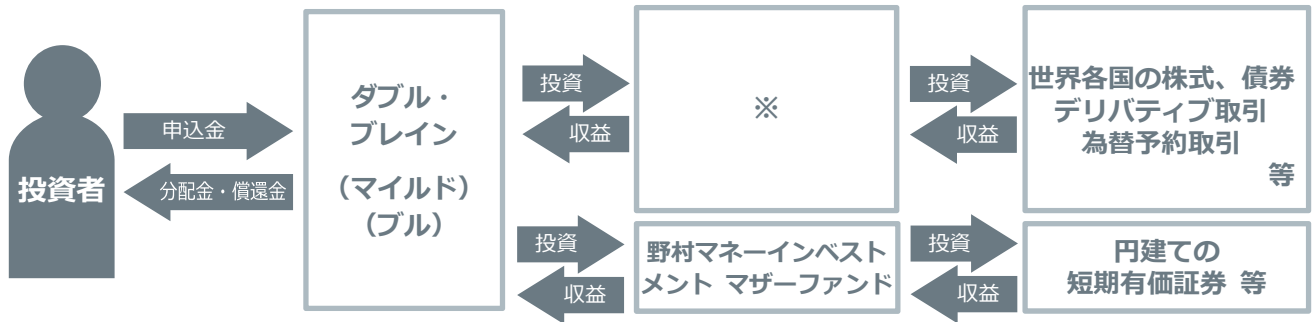 投資者
申込金
分配金・償還金
ダブル・
ブレイン
（マイルド）
（ブル）
投資
収益
※
投資
収益
世界各国の株式、債券
デリバティブ取引
為替予約取引
等
投資
収益
野村マネーインベスト
メント マザーファンド
投資
収益
円建ての
短期有価証券 等